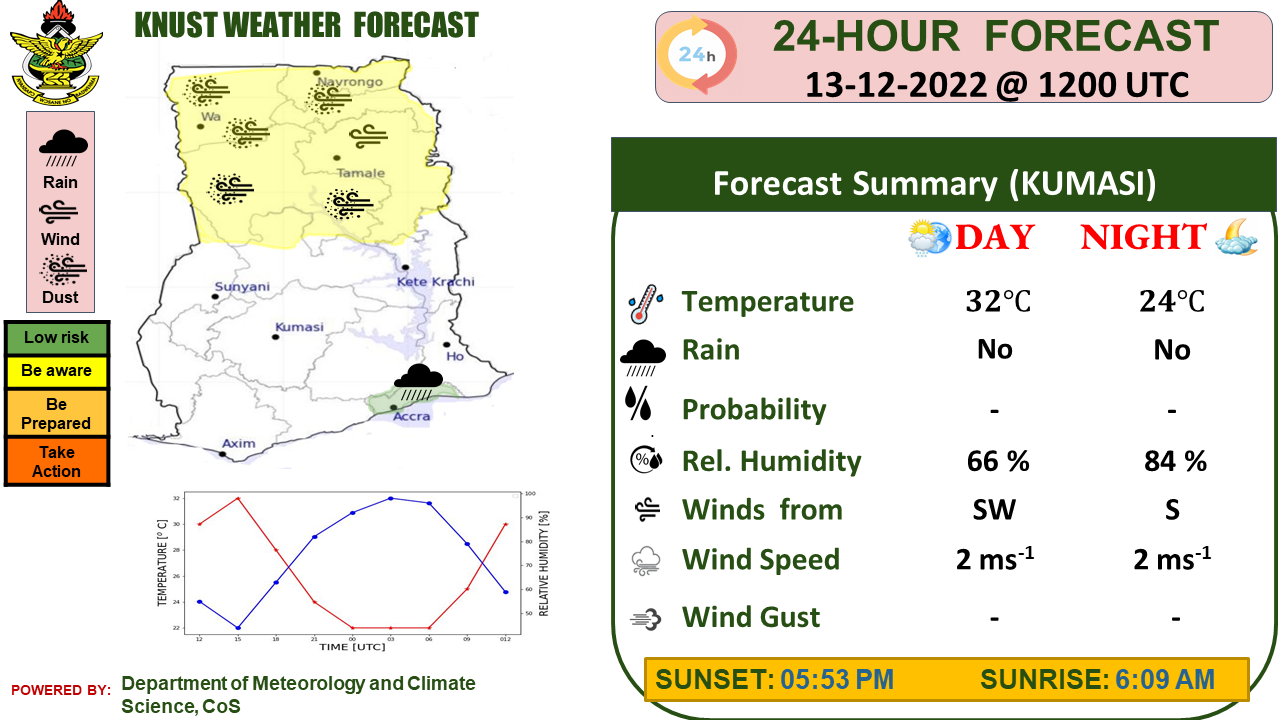 KNUST WEATHER FORECAST
24h
24-HOUR FORECAST
13-12-2022 @ 1200 UTC
Rain
Wind
Dust
Low risk
Be aware
Be
Prepared
Take
Action
Navrongo
Wa
Tamale
Kete Krachi
Sunyani
Kumasi
Ho
Accra
Axim
Forecast Summary (KUMASI)
DAY NIGHT
Temperature 32°C 24°C
Rain No No
Probability - -
Rel. Humidity 66 % 84 %
Winds from SW S
Wind Speed 2 ms-1 2 ms-1
Wind Gust - -
SUNSET: 05:53 PM SUNRISE: 6:09 AM
TEMPERATURE [° C]
32
30
28
26
24
22
100
90
80
70
60
50
RELATIVE HUMIDITY [%]
12 15 18 21 00 03 06 09 012
TIME [UTC]
POWERED BY: Department of Meteorology and Climate
Science, CoS